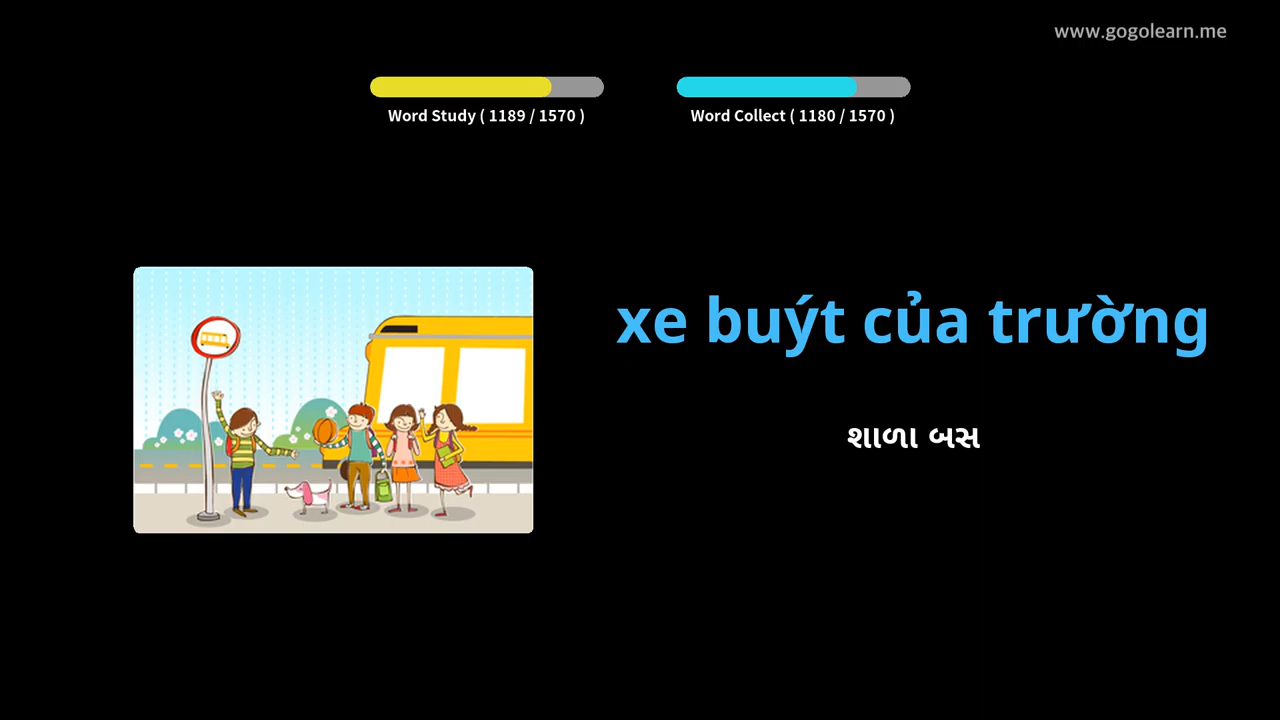 www.gogolearn.me
Word Study ( 1189 / 1570 )
Word Collect ( 1180 / 1570 )
xe buýt của trường
શાળા બસ